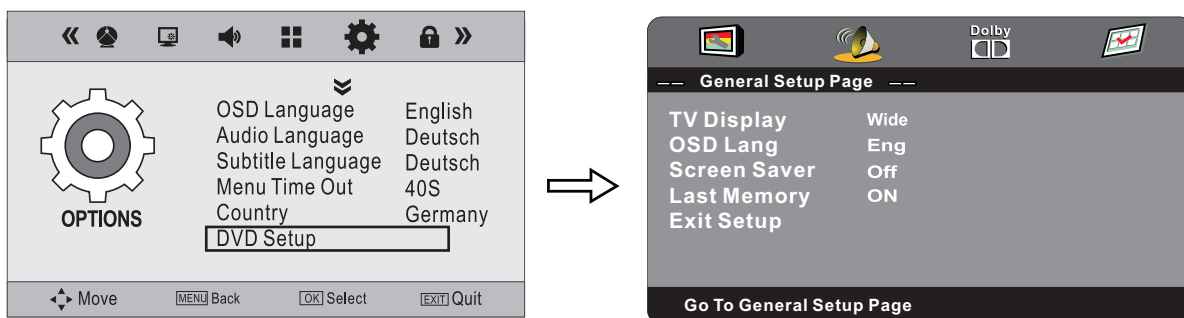 OSD Language English
Audio Language Deutsch
Subtitle Language Deutsch
Menu Time Out 40S
Country Germany
DVD Setup
OPTIONS
Move MENU Back OK Select EXIT Quit
Dolby
-- General Setup Page --
TV Display Wide
OSD Lang Eng
Screen Saver Off
Last Memory ON
Exit Setup
Go To General Setup Page